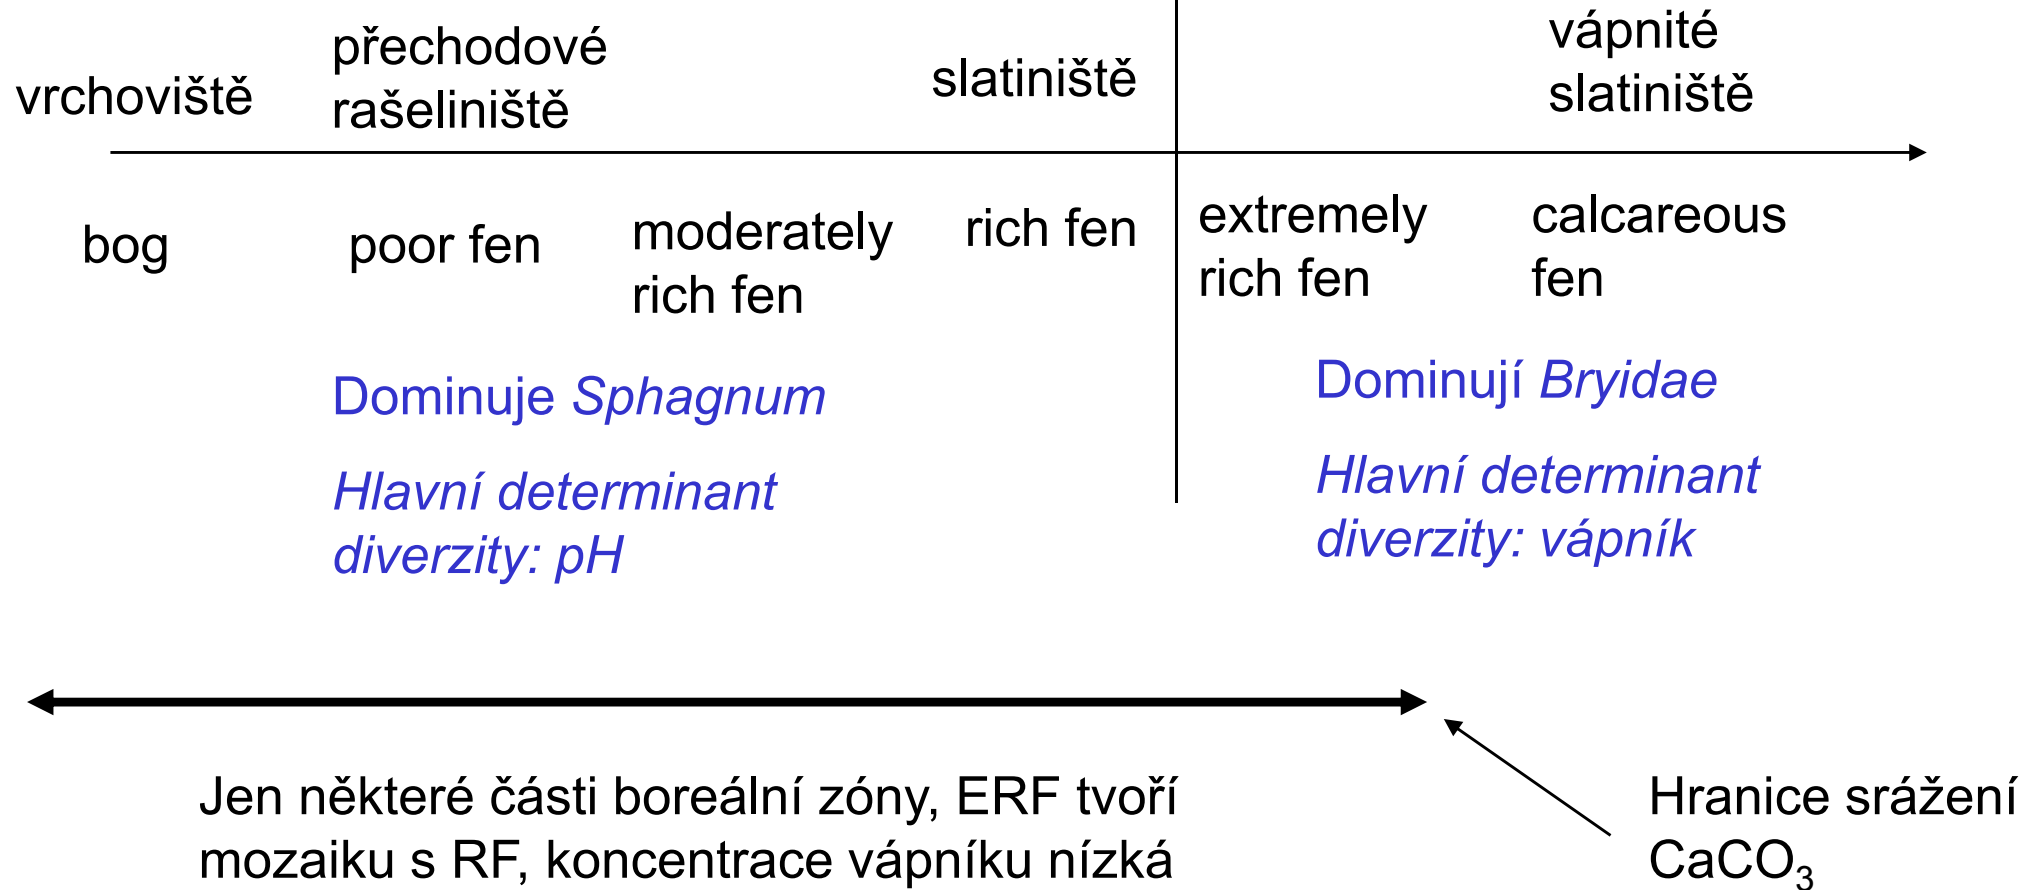 vrchoviště
přechodové
rašeliniště
slatiniště
vápnité
slatiniště
bog
poor fen
moderately
rich fen
rich fen
extremely
rich fen
calcareous
fen
Dominuje Sphagnum
Hlavní determinant
diverzity: pH
Dominují Bryidae
Hlavní determinant
diverzity: vápník
Jen některé části boreální zóny, ERF tvoří
mozaiku s RF, koncentrace vápníku nízká
Hranice srážení
CaCO₃